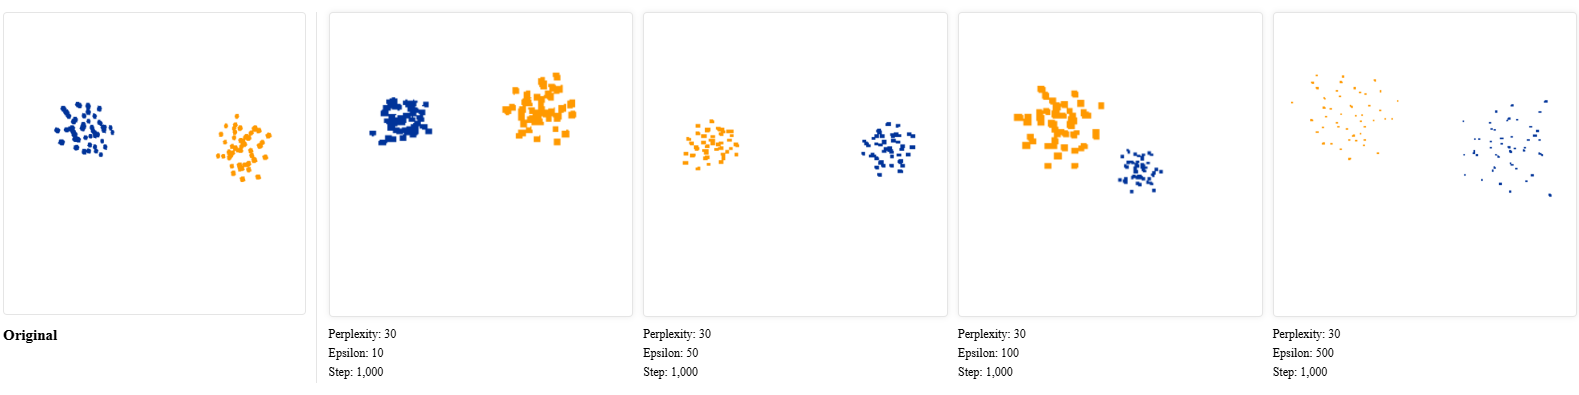 Original
Perplexity: 30
Epsilon: 10
Step: 1,000
Perplexity: 30
Epsilon: 50
Step: 1,000
Perplexity: 30
Epsilon: 100
Step: 1,000
Perplexity: 30
Epsilon: 500
Step: 1,000